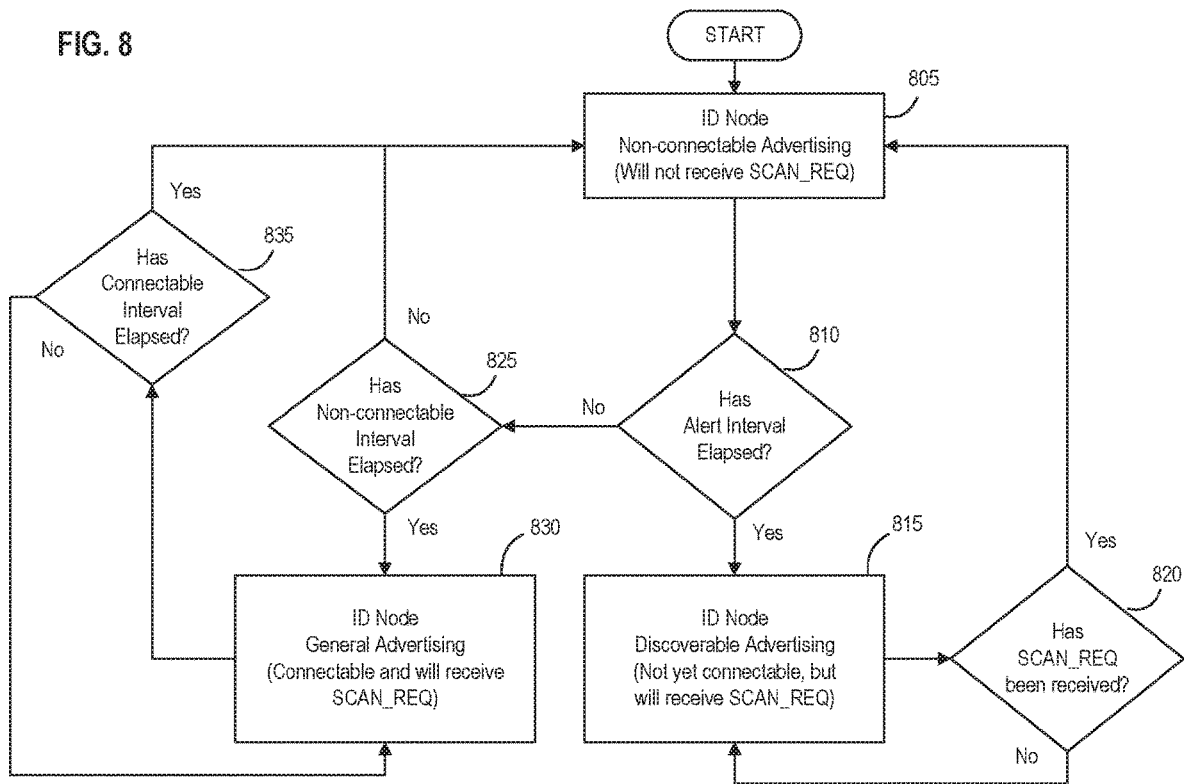 FIG. 8
START
805
ID Node
Non-connectable Advertising
(Will not receive SCAN_REQ)
Yes
835
Has
Connectable
Interval
Elapsed?
No
No
810
Has
Alert Interval
Elapsed?
825
Has
Non-connectable
Interval
Elapsed?
No
Yes
Yes
830
ID Node
General Advertising
(Connectable and will receive
SCAN_REQ)
815
ID Node
Discoverable Advertising
(Not yet connectable, but
will receive SCAN_REQ)
Yes
820
Has
SCAN_REQ
been received?
No